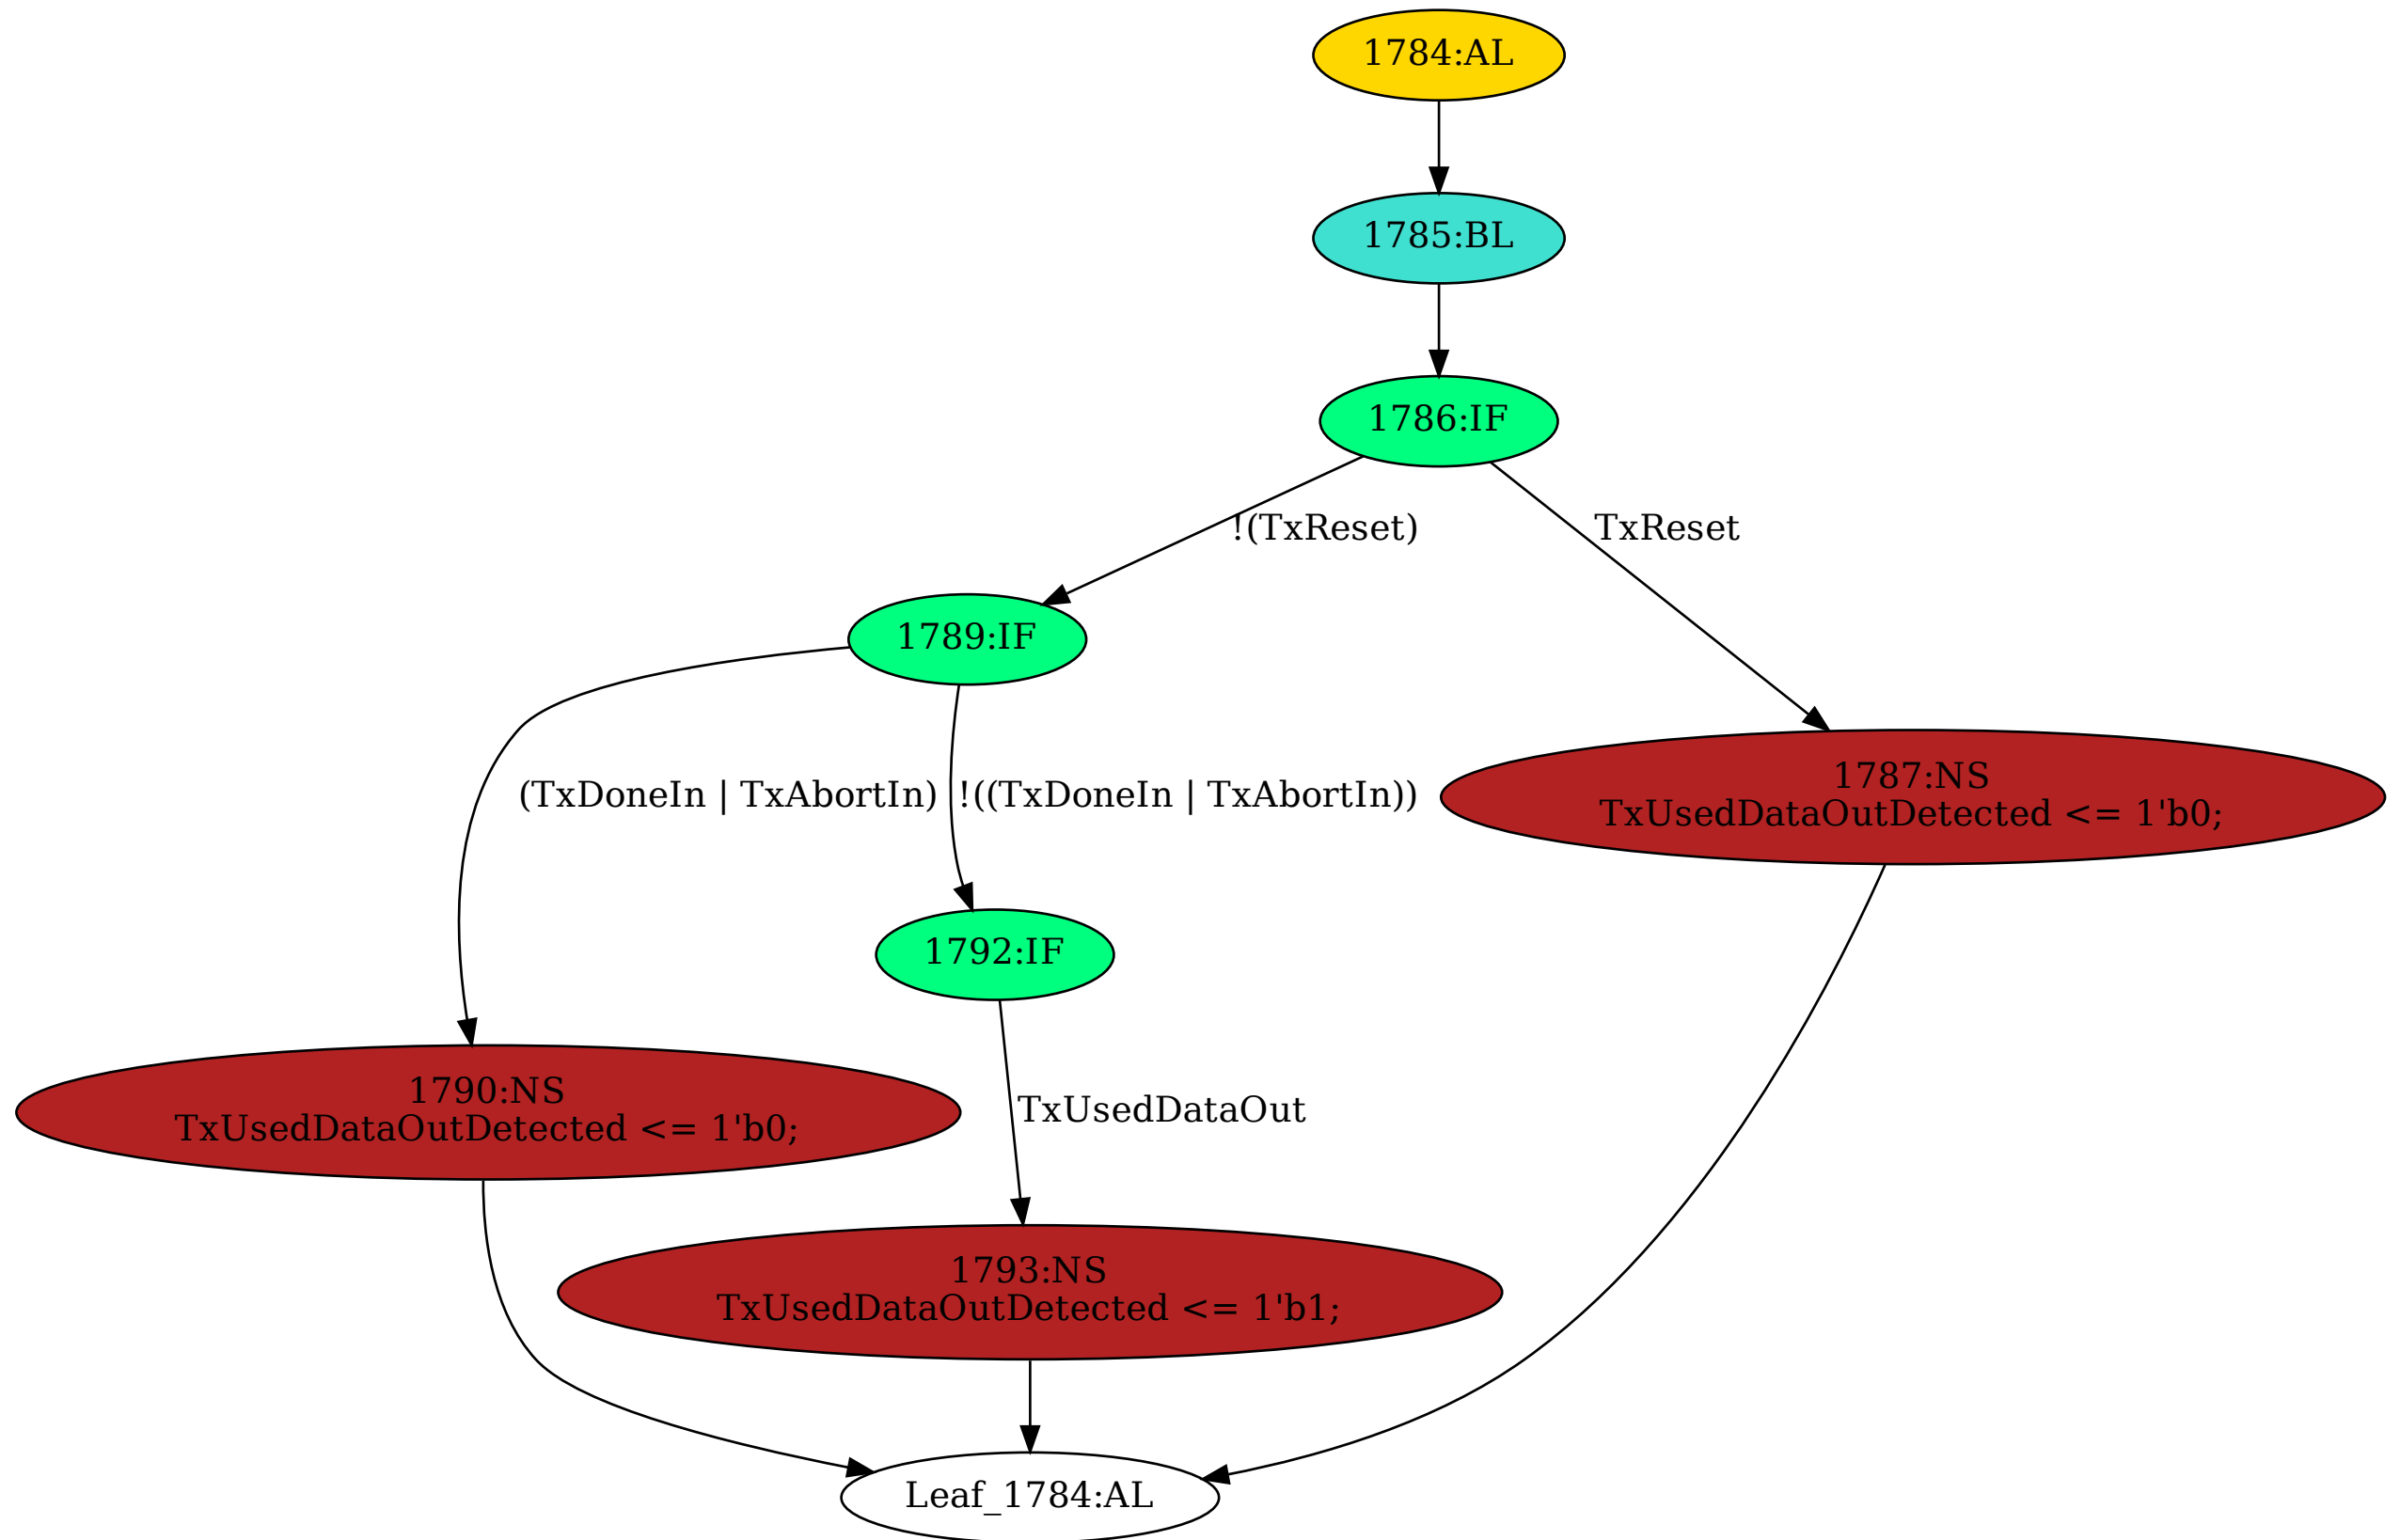 1784:AL
1785:BL
1786:IF
!(TxReset)
TxReset
1789:IF
(TxDoneIn | TxAbortIn)
!((TxDoneIn | TxAbortIn))
1787:NS
TxUsedDataOutDetected <= 1'b0;
1792:IF
1790:NS
TxUsedDataOutDetected <= 1'b0;
TxUsedDataOut
1793:NS
TxUsedDataOutDetected <= 1'b1;
Leaf_1784:AL